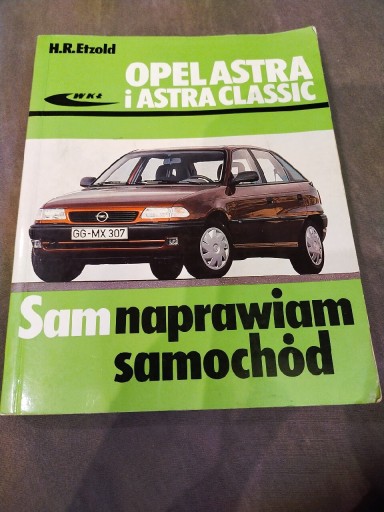 H.R.Etzold
WKŁ
OPEL ASTRA
i ASTRA CLASSIC
GG-MX 307
Sam naprawiam
samochód